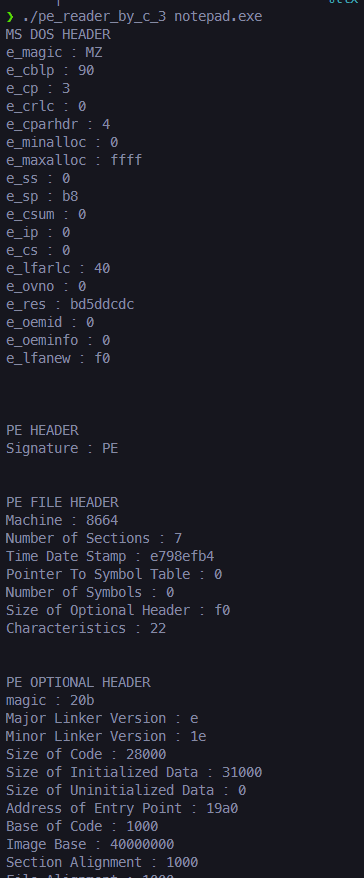 ❯ ./pe_reader_by_c_3 notepad.exe
MS DOS HEADER
e_magic : MZ
e_cblp : 90
e_cp : 3
e_crlc : 0
e_cparhdr : 4
e_minalloc : 0
e_maxalloc : ffff
e_ss : 0
e_sp : b8
e_csum : 0
e_ip : 0
e_cs : 0
e_lfarlc : 40
e_ovno : 0
e_res : bd5ddcdc
e_oemid : 0
e_oeminfo : 0
e_lfanew : f0
PE HEADER
Signature : PE
PE FILE HEADER
Machine : 8664
Number of Sections : 7
Time Date Stamp : e798efb4
Pointer To Symbol Table : 0
Number of Symbols : 0
Size of Optional Header : f0
Characteristics : 22
PE OPTIONAL HEADER
magic : 20b
Major Linker Version : e
Minor Linker Version : 1e
Size of Code : 28000
Size of Initialized Data : 31000
Size of Uninitialized Data : 0
Address of Entry Point : 19a0
Base of Code : 1000
Image Base : 40000000
Section Alignment : 1000
File Alignment : 1000